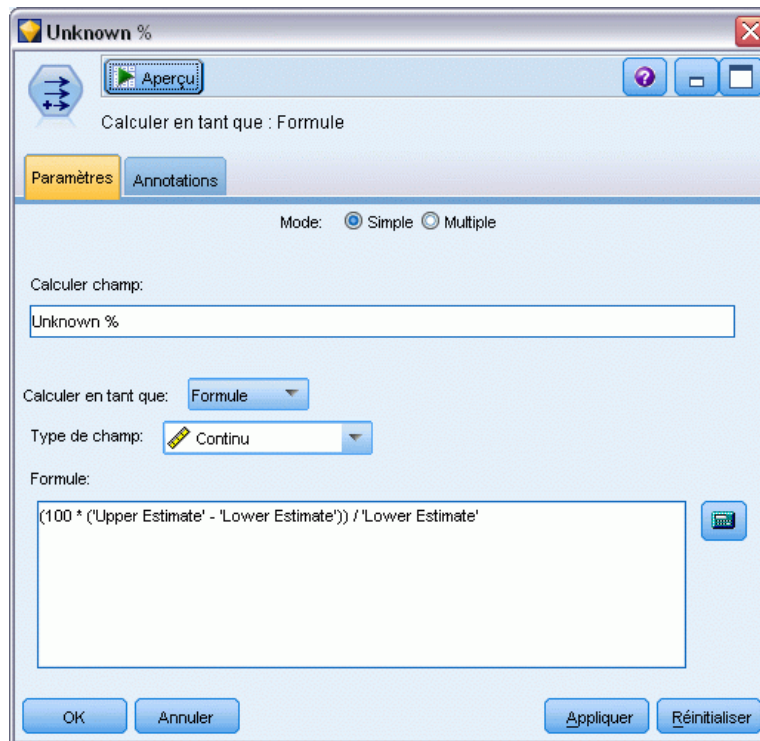 Unknown %
Aperçu
Calculer en tant que : Formule
Paramètres Annotations
Mode: Simple Multiple
Calculer champ:
Unknown %
Calculer en tant que: Formule
Type de champ: Continu
Formule:
(100 * ('Upper Estimate' - 'Lower Estimate')) / 'Lower Estimate'
OK Annuler Appliquer Réinitialiser